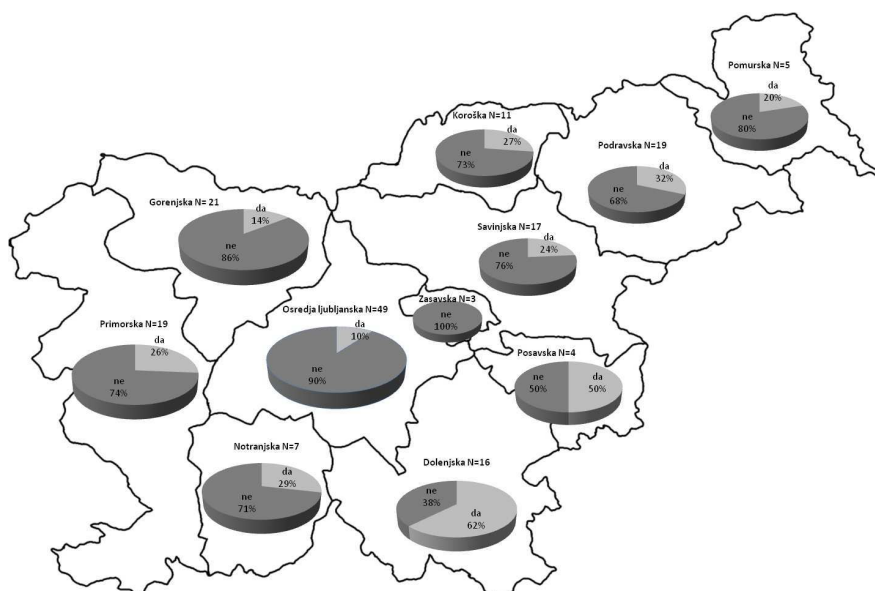 Pomurska N=5
da
20%
ne
80%
Koroška N=11
da
27%
ne
73%
Podravska N=19
da
32%
ne
68%
Gorenjska N= 21
da
14%
ne
86%
Savinjska N=17
da
24%
ne
76%
Osredja ljubljanska N=49
da
10%
ne
90%
Zasavska N=3
ne
100%
Primorska N=19
da
26%
ne
74%
Posavska N=4
ne
50%
da
50%
Notranjska N=7
da
29%
ne
71%
Dolenjska N=16
ne
38%
da
62%